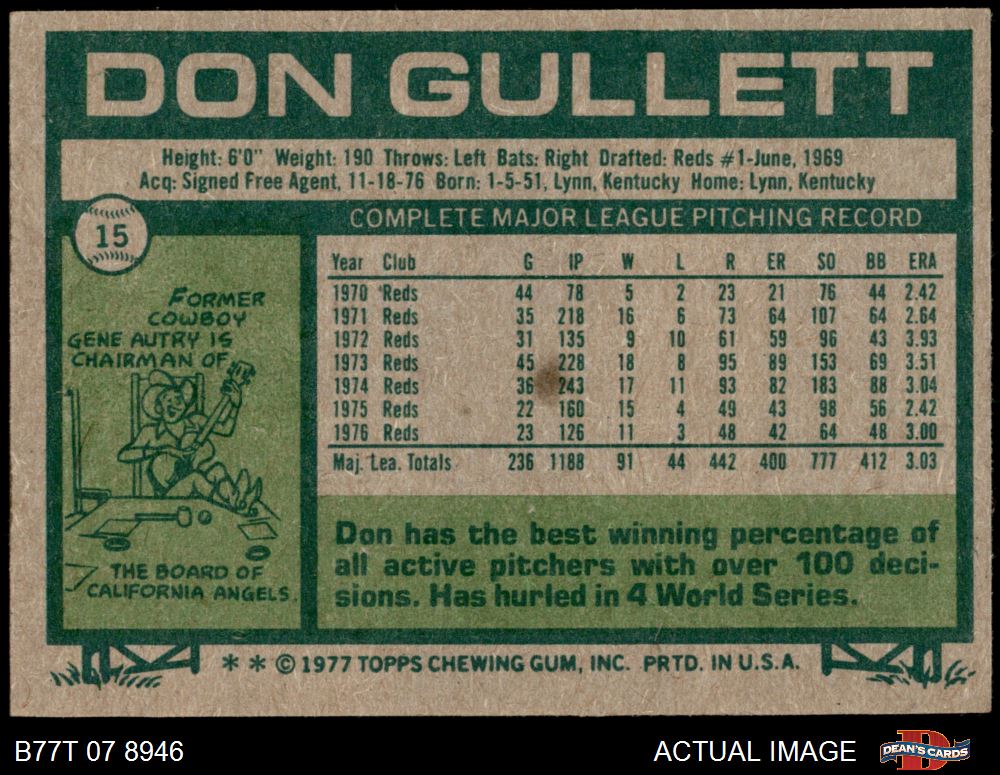 DON GULLETT
Height: 6'0" Weight: 190 Throws: Left Bats: Right Drafted: Reds #1-June, 1969
Acq: Signed Free Agent, 11-18-76 Born: 1-5-51, Lynn, Kentucky Home: Lynn, Kentucky
15
FORMER
COWBOY
GENE AUTRY IS
CHAIRMAN OF
THE BOARD OF
CALIFORNIA ANGELS.
COMPLETE MAJOR LEAGUE PITCHING RECORD
Year Club G IP W L R ER SO BB ERA
1970 Reds 44 78 5 2 23 21 76 44 2.42
1971 Reds 35 218 16 6 73 64 107 64 2.64
1972 Reds 31 135 9 10 61 59 96 43 3.93
1973 Reds 45 228 18 8 95 89 153 69 3.51
1974 Reds 36 243 17 11 93 82 183 88 3.04
1975 Reds 22 160 15 4 49 43 98 56 2.42
1976 Reds 23 126 11 3 48 42 64 48 3.00
Maj. Lea. Totals 236 1188 91 44 442 400 777 412 3.03
Don has the best winning percentage of
all active pitchers with over 100 deci-
sions. Has hurled in 4 World Series.
* * © 1977 TOPPS CHEWING GUM, INC. PRTD. IN U.S.A.
B77T 07 8946 ACTUAL IMAGE D DEAN'S CARDS